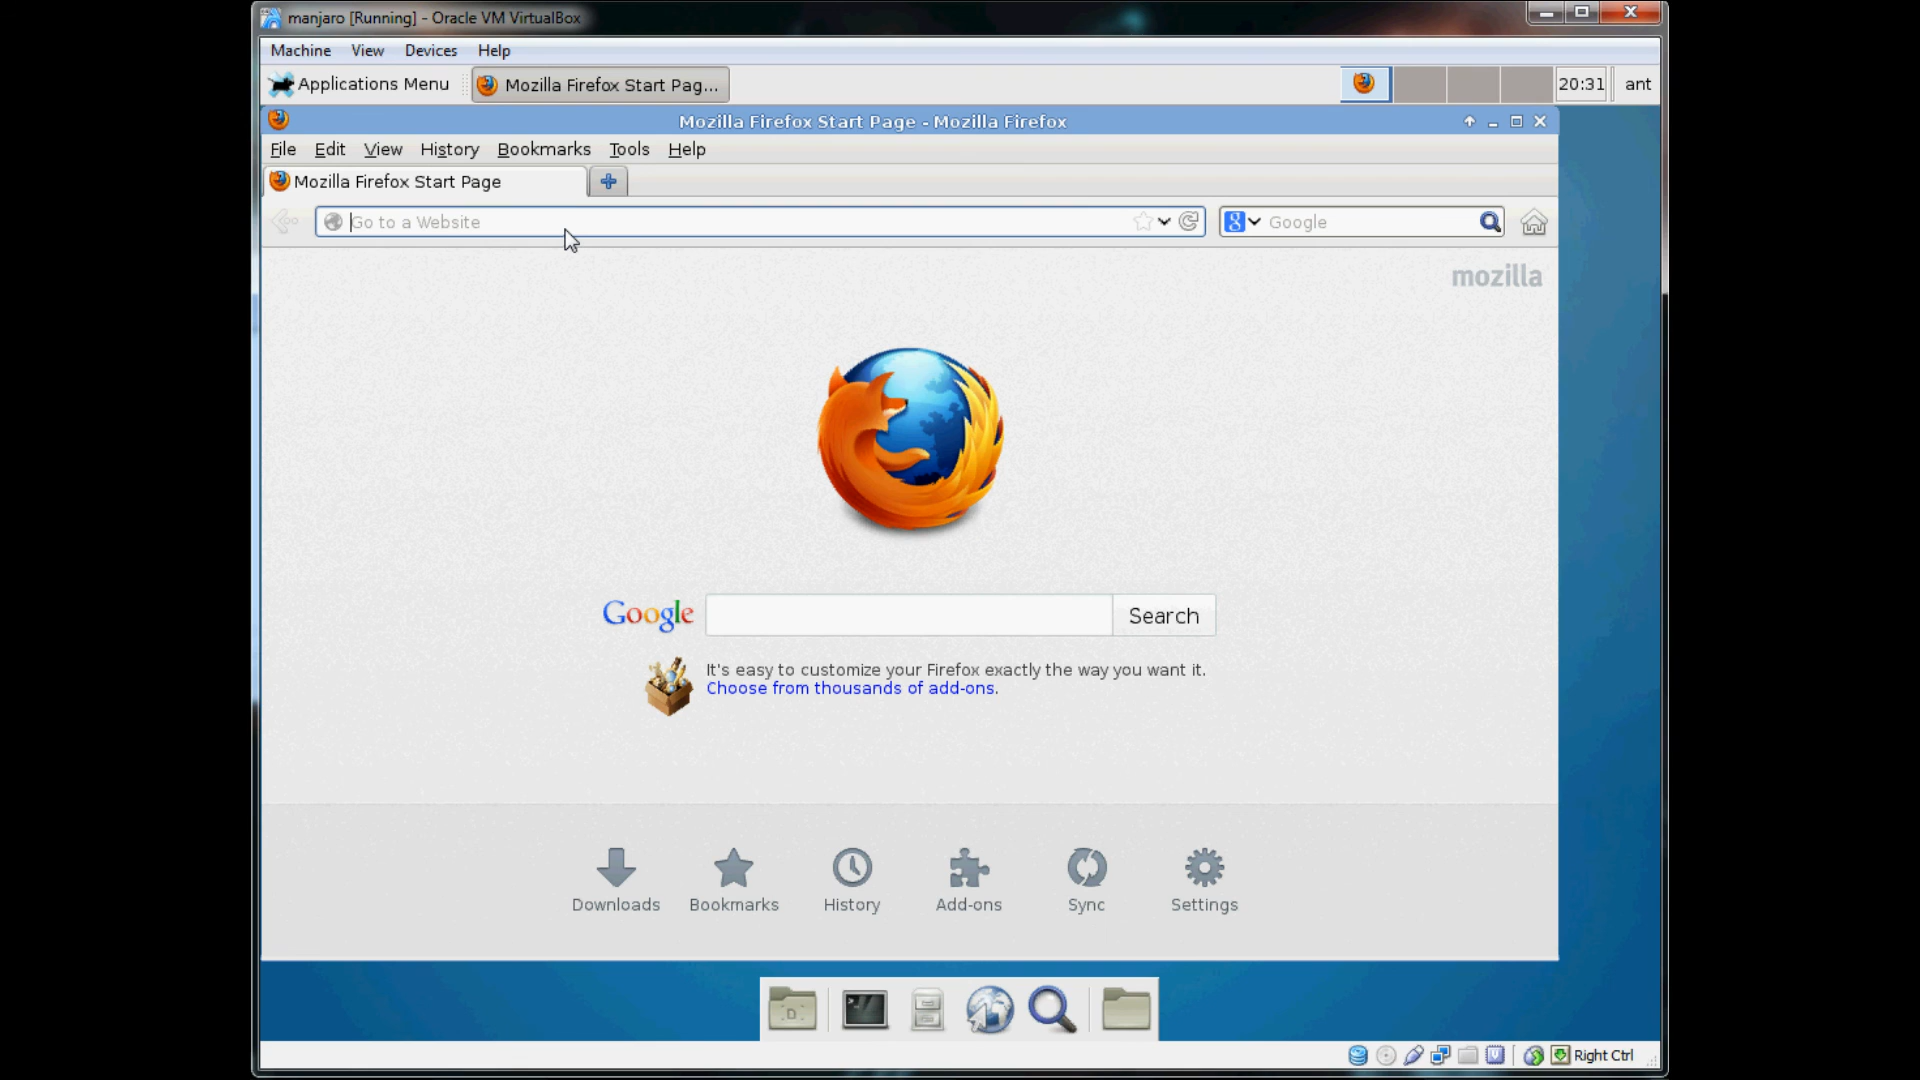 manjaro [Running] - Oracle VM VirtualBox
Machine View Devices Help
Applications Menu Mozilla Firefox Start Pag... 20:31 ant
Mozilla Firefox Start Page - Mozilla Firefox
File Edit View History Bookmarks Tools Help
Mozilla Firefox Start Page
Go to a Website 8 Google
mozilla
Google Search
It's easy to customize your Firefox exactly the way you want it.
Choose from thousands of add-ons.
Downloads Bookmarks History Add-ons Sync Settings
D
Right Ctrl